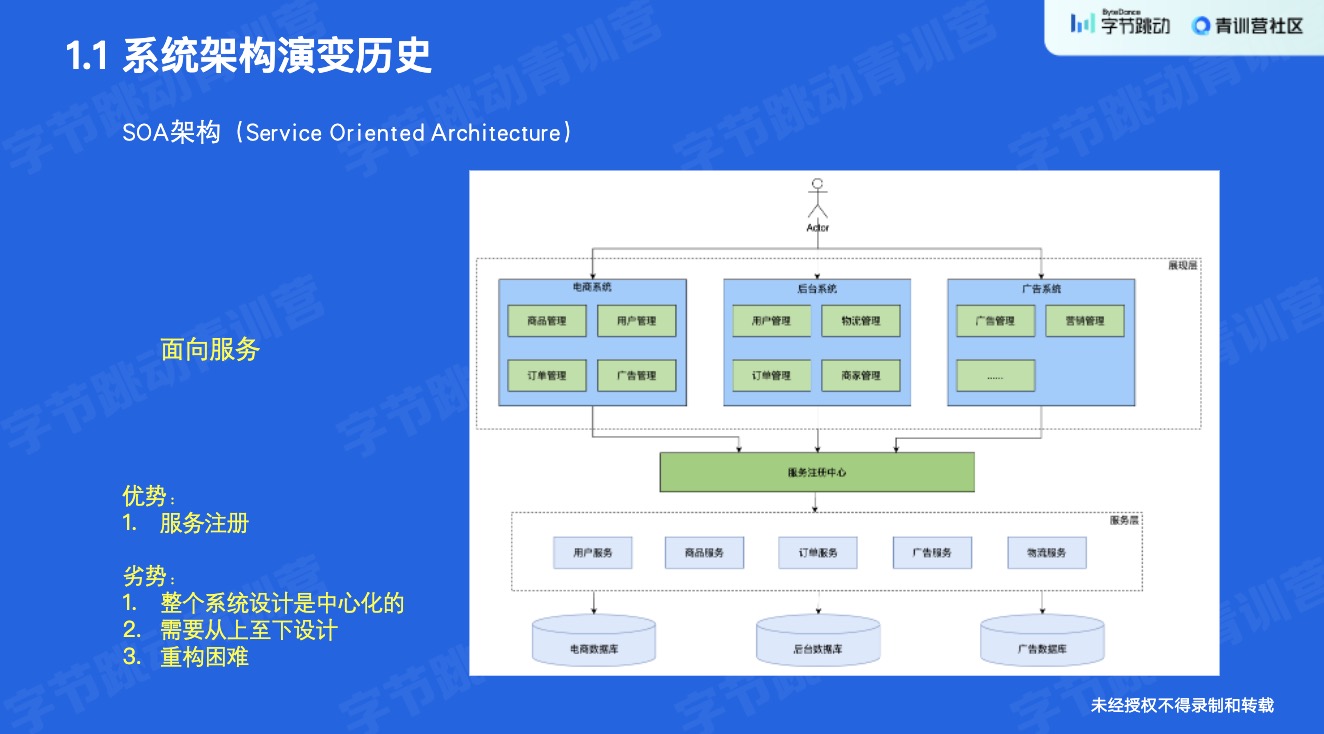 1.1 系统架构演变历史
ByteDance
字节跳动
青训营社区
SOA架构（Service Oriented Architecture）
Actor
展现层
电商系统
后台系统
广告系统
商品管理
用户管理
用户管理
物流管理
广告管理
营销管理
订单管理
广告管理
订单管理
商家管理
......
面向服务
服务注册中心
优势：
1. 服务注册
服务层
用户服务
商品服务
订单服务
广告服务
物流服务
劣势：
1. 整个系统设计是中心化的
2. 需要从上至下设计
3. 重构困难
电商数据库
后台数据库
广告数据库
未经授权不得录制和转载
字节跳动青训营